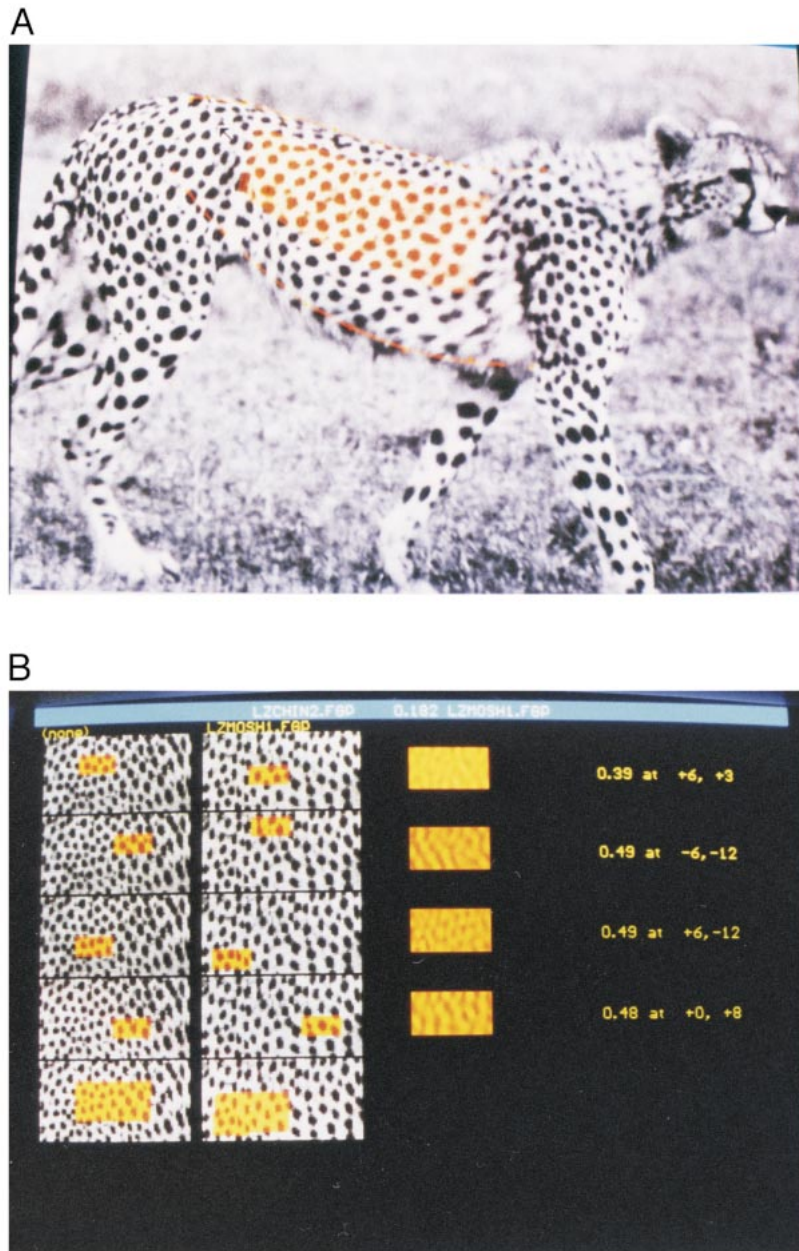 A
B
LZCHIN2.FGP 0.182 LZMOSH1.FGP
(none) LZMOSH1.FGP
0.39 at +6, +3
0.49 at -6,-12
0.49 at +6,-12
0.48 at +0, +8